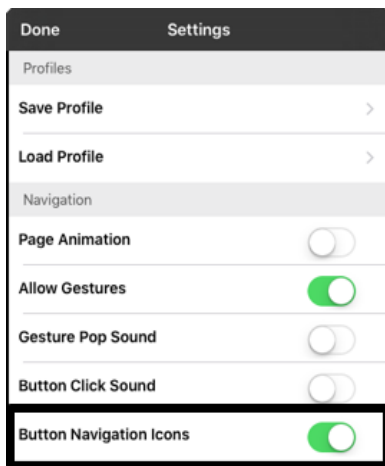 Done Settings
Profiles
Save Profile
Load Profile
Navigation
Page Animation
Allow Gestures
Gesture Pop Sound
Button Click Sound
Button Navigation Icons